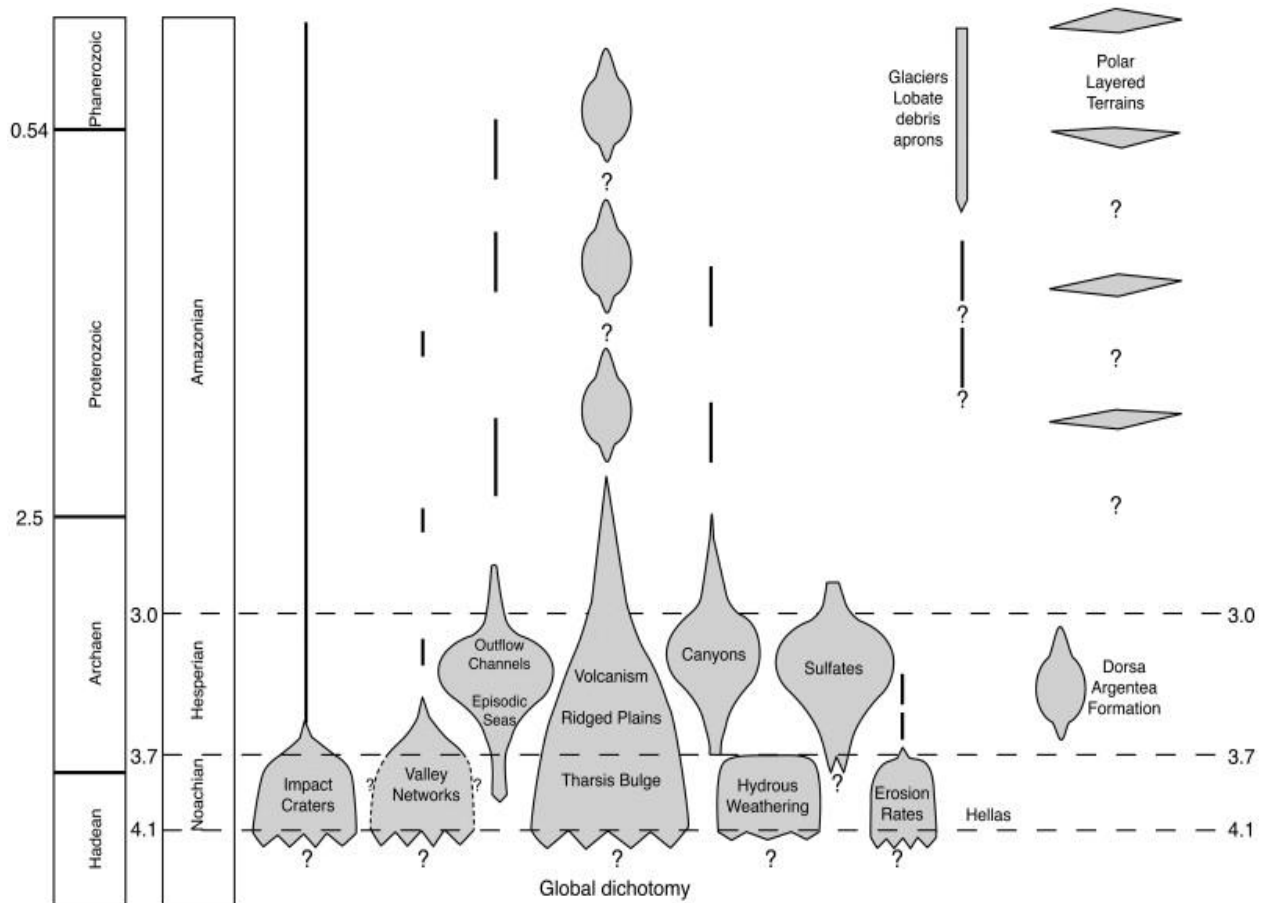 Phanerozoic
0.54
Proterozoic
2.5
Archaen
Hadean
Amazonian
Hesperian
Noachian
3.0
3.7
4.1
Impact
Craters
?
?
Valley
Networks
?
?
Outflow
Channels
Episodic
Seas
?
?
Volcanism
Ridged Plains
Tharsis Bulge
?
Canyons
Hydrous
Weathering
?
Sulfates
?
Erosion
Rates
?
Hellas
Global dichotomy
Glaciers
Lobate
debris
aprons
?
?
Polar
Layered
Terrains
?
?
?
Dorsa
Argentea
Formation
3.0
3.7
4.1